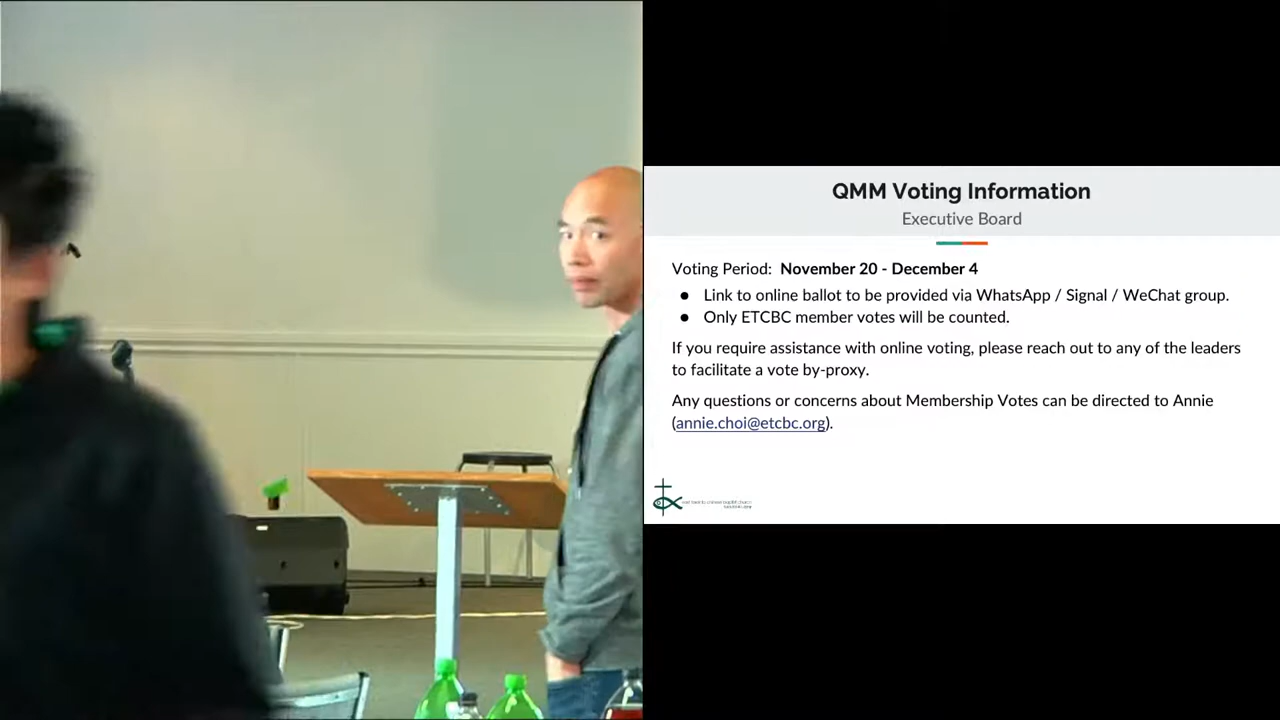 QMM Voting Information
Executive Board
Voting Period: November 20 - December 4
● Link to online ballot to be provided via WhatsApp / Signal / WeChat group.
● Only ETCBC member votes will be counted.
If you require assistance with online voting, please reach out to any of the leaders
to facilitate a vote by-proxy.
Any questions or concerns about Membership Votes can be directed to Annie
(annie.choi@etcbc.org).